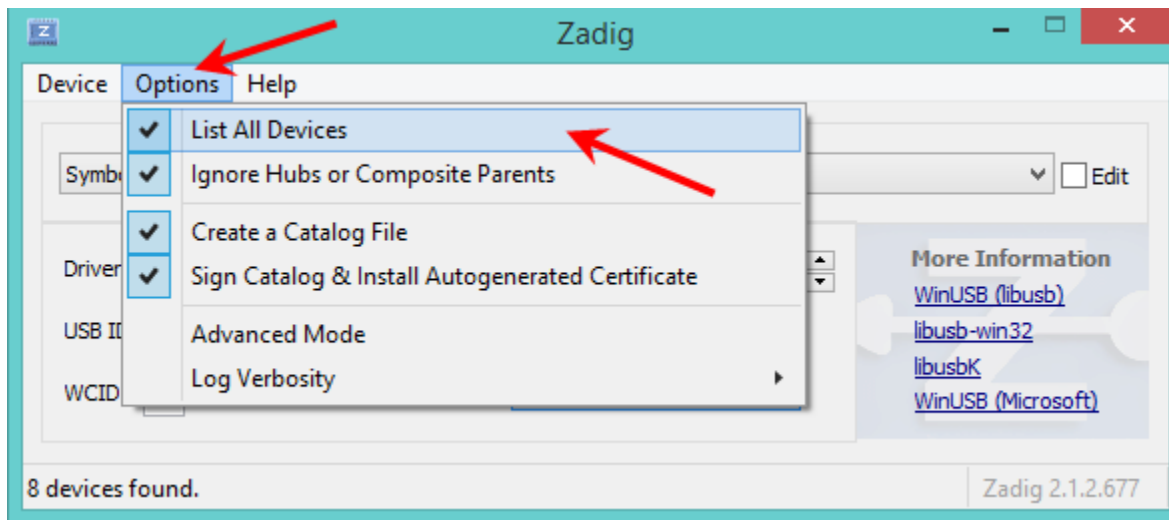 Z
Zadig
Device Options Help
List All Devices
Ignore Hubs or Composite Parents
Edit
Create a Catalog File
Sign Catalog & Install Autogenerated Certificate
Driver
USB
WCID
Advanced Mode
Log Verbosity
More Information
WinUSB (libusb)
libusb-win32
libusbK
WinUSB (Microsoft)
8 devices found.
Zadig 2.1.2.677